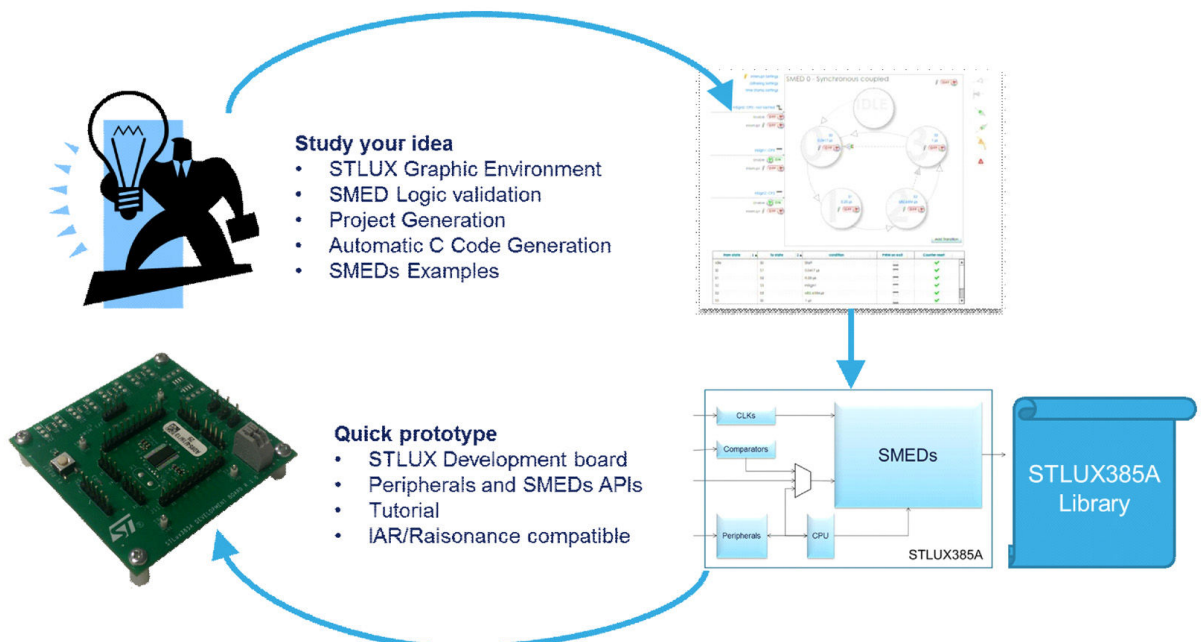 Study your idea
• STLUX Graphic Environment
• SMED Logic validation
• Project Generation
• Automatic C Code Generation
• SMEDs Examples
SMED 0 - Synchronous coupled
IDLE
Quick prototype
• STLUX Development board
• Peripherals and SMEDs APIs
• Tutorial
• IAR/Raisonance compatible
CLKs
Comparators
SMEDs
Peripherals
CPU
STLUX385A
STLUX385A
Library
ST